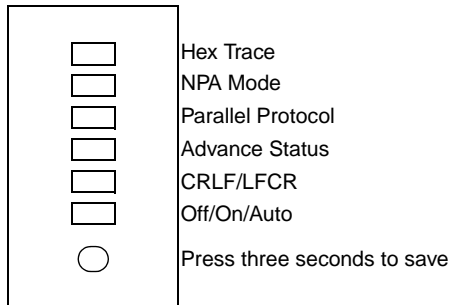 Hex Trace
NPA Mode
Parallel Protocol
Advance Status
CRLF/LFCR
Off/On/Auto
Press three seconds to save